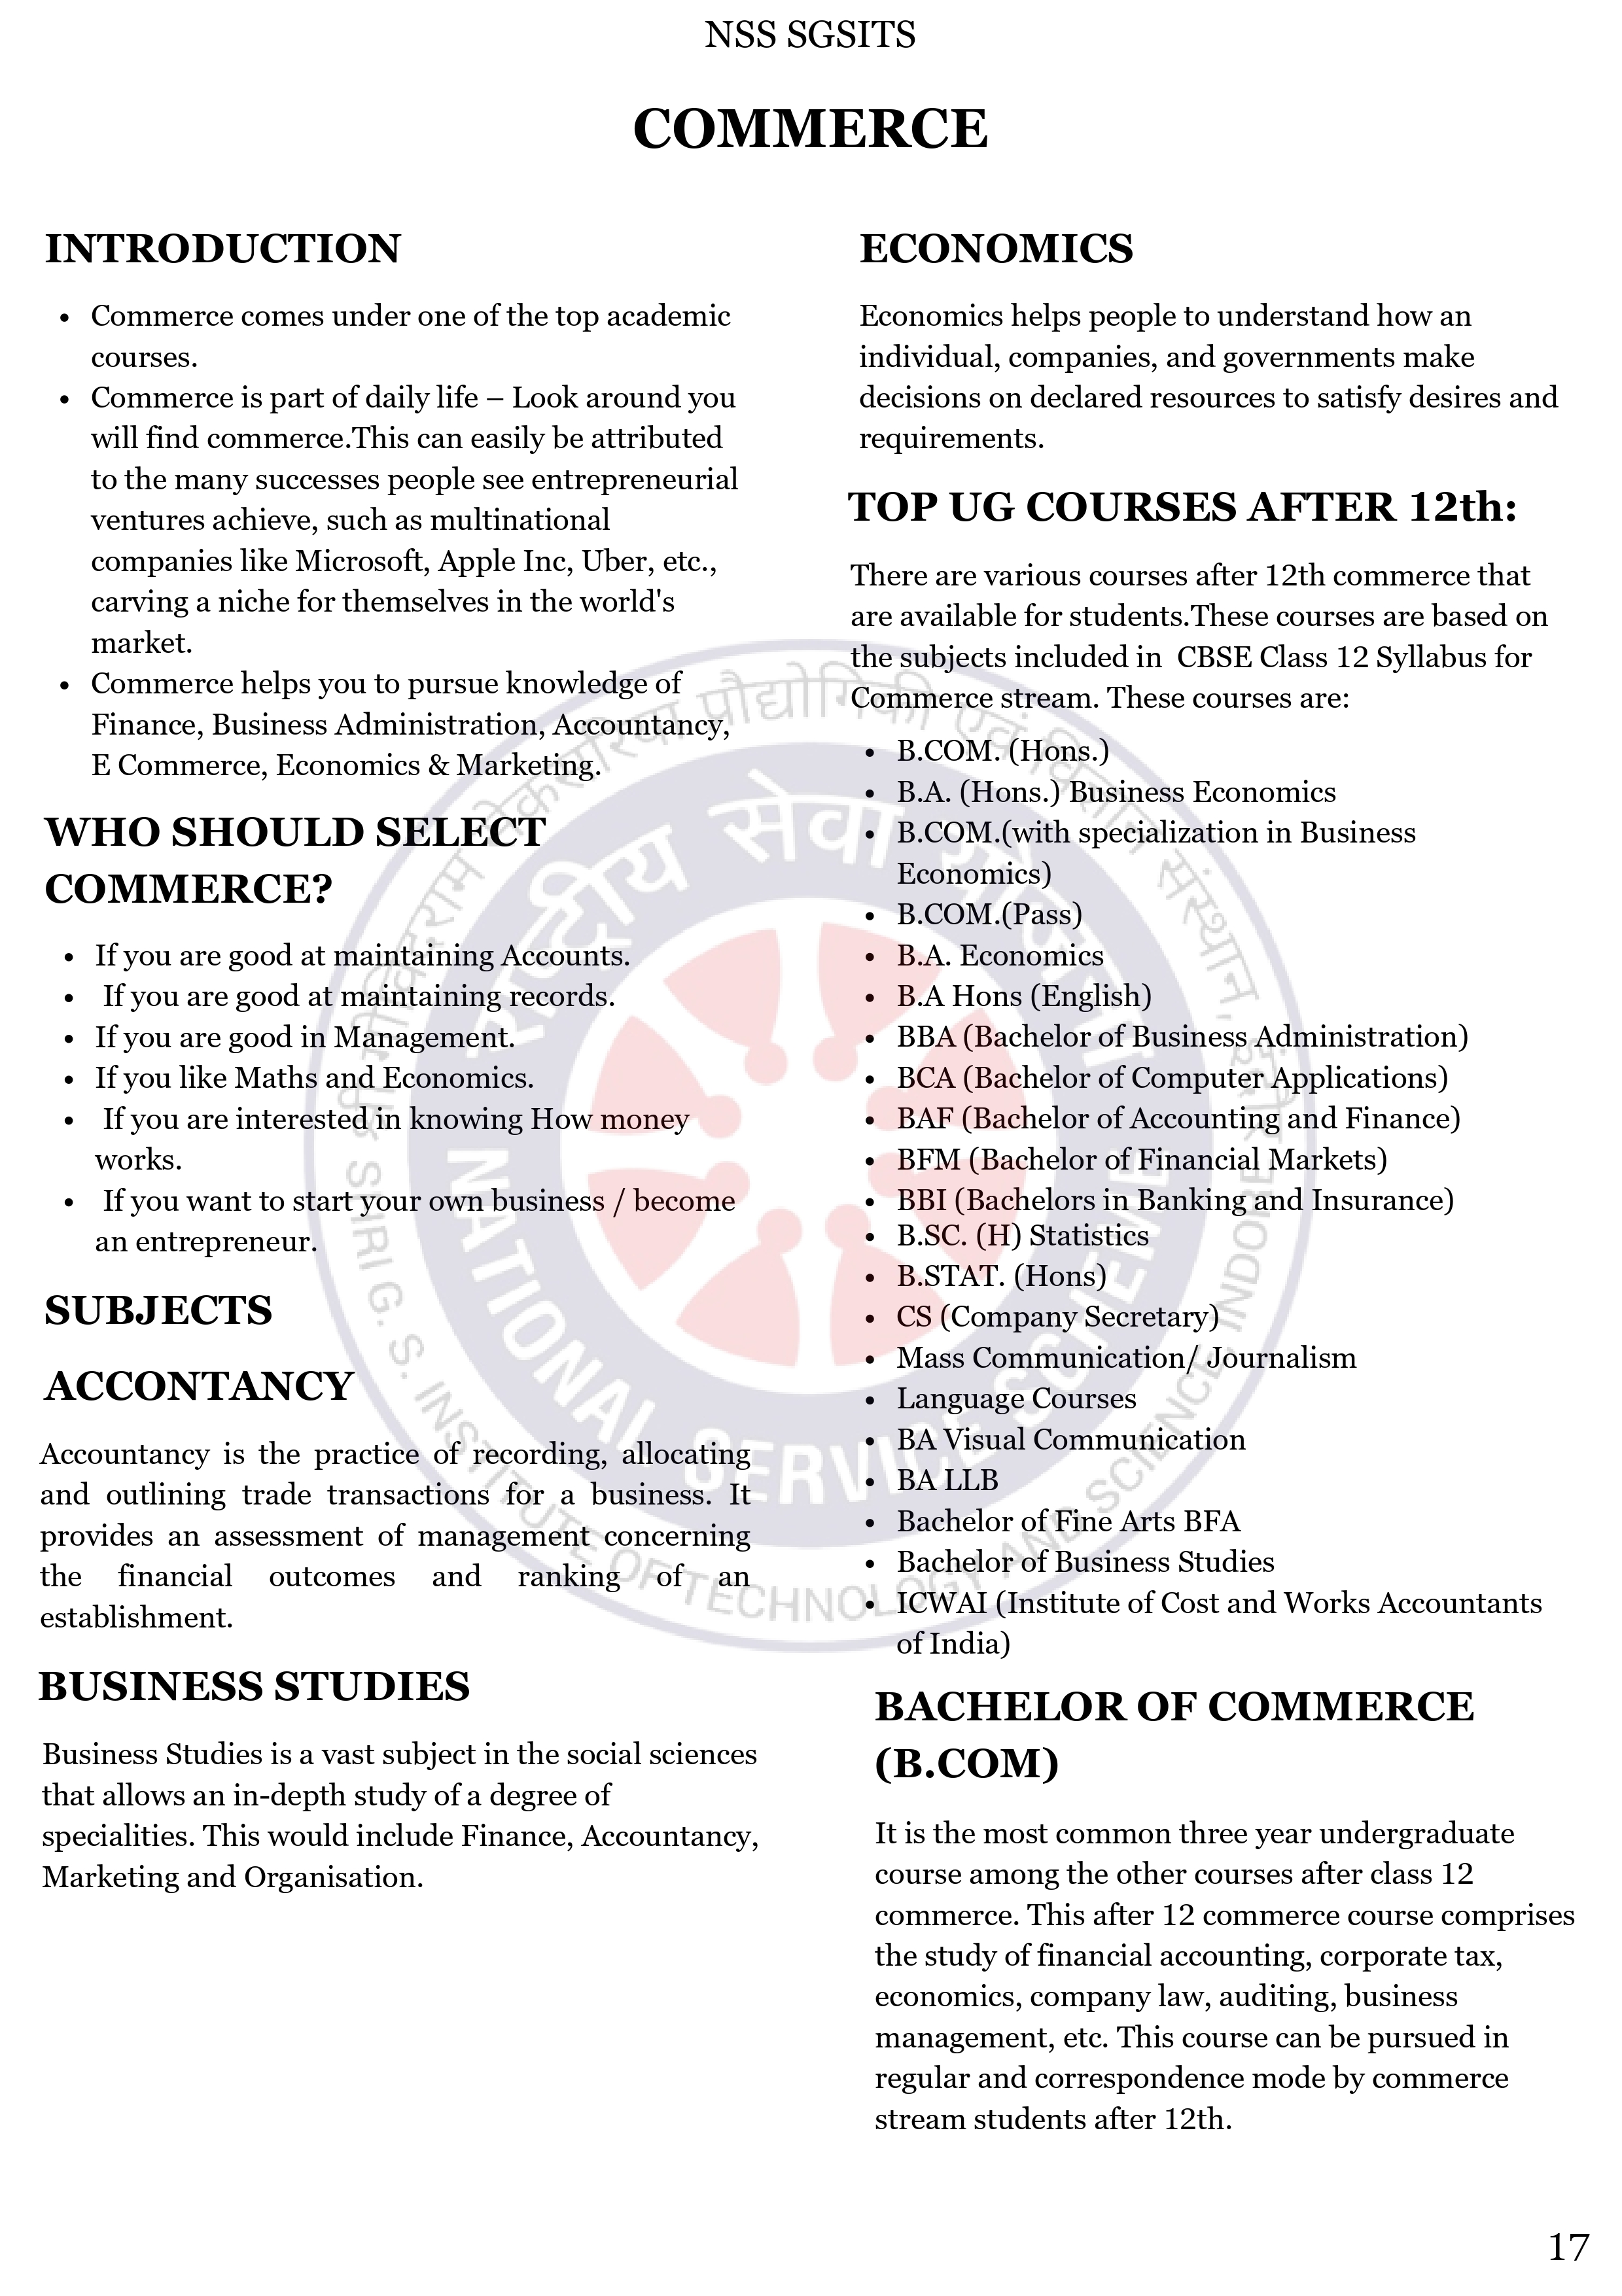 NSS SGSITS
COMMERCE
INTRODUCTION
• Commerce comes under one of the top academic
courses.
• Commerce is part of daily life – Look around you
will find commerce.This can easily be attributed
to the many successes people see entrepreneurial
ventures achieve, such as multinational
companies like Microsoft, Apple Inc, Uber, etc.,
carving a niche for themselves in the world's
market.
• Commerce helps you to pursue knowledge of
Finance, Business Administration, Accountancy,
E Commerce, Economics & Marketing.
WHO SHOULD SELECT
COMMERCE?
• If you are good at maintaining Accounts.
• If you are good at maintaining records.
• If you are good in Management.
• If you like Maths and Economics.
• If you are interested in knowing How money
works.
• If you want to start your own business / become
an entrepreneur.
SUBJECTS
ACCONTANCY
Accountancy is the practice of recording, allocating
and outlining trade transactions for a business. It
provides an assessment of management concerning
the financial outcomes and ranking of an
establishment.
BUSINESS STUDIES
Business Studies is a vast subject in the social sciences
that allows an in-depth study of a degree of
specialities. This would include Finance, Accountancy,
Marketing and Organisation.
ECONOMICS
Economics helps people to understand how an
individual, companies, and governments make
decisions on declared resources to satisfy desires and
requirements.
TOP UG COURSES AFTER 12th:
There are various courses after 12th commerce that
are available for students.These courses are based on
the subjects included in  CBSE Class 12 Syllabus for
Commerce stream. These courses are:
• B.COM. (Hons.)
• B.A. (Hons.) Business Economics
• B.COM.(with specialization in Business
Economics)
• B.COM.(Pass)
• B.A. Economics
• B.A Hons (English)
• BBA (Bachelor of Business Administration)
• BCA (Bachelor of Computer Applications)
• BAF (Bachelor of Accounting and Finance)
• BFM (Bachelor of Financial Markets)
• BBI (Bachelors in Banking and Insurance)
• B.SC. (H) Statistics
• B.STAT. (Hons)
• CS (Company Secretary)
• Mass Communication/ Journalism
• Language Courses
• BA Visual Communication
• BA LLB
• Bachelor of Fine Arts BFA
• Bachelor of Business Studies
• ICWAI (Institute of Cost and Works Accountants
of India)
BACHELOR OF COMMERCE
(B.COM)
It is the most common three year undergraduate
course among the other courses after class 12
commerce. This after 12 commerce course comprises
the study of financial accounting, corporate tax,
economics, company law, auditing, business
management, etc. This course can be pursued in
regular and correspondence mode by commerce
stream students after 12th.
17
राष्ट्रीय सेवा योजना
NATIONAL SERVICE SCHEME
SHRI G. S. INSTITUTE OF TECHNOLOGY AND SCIENCE, INDORE